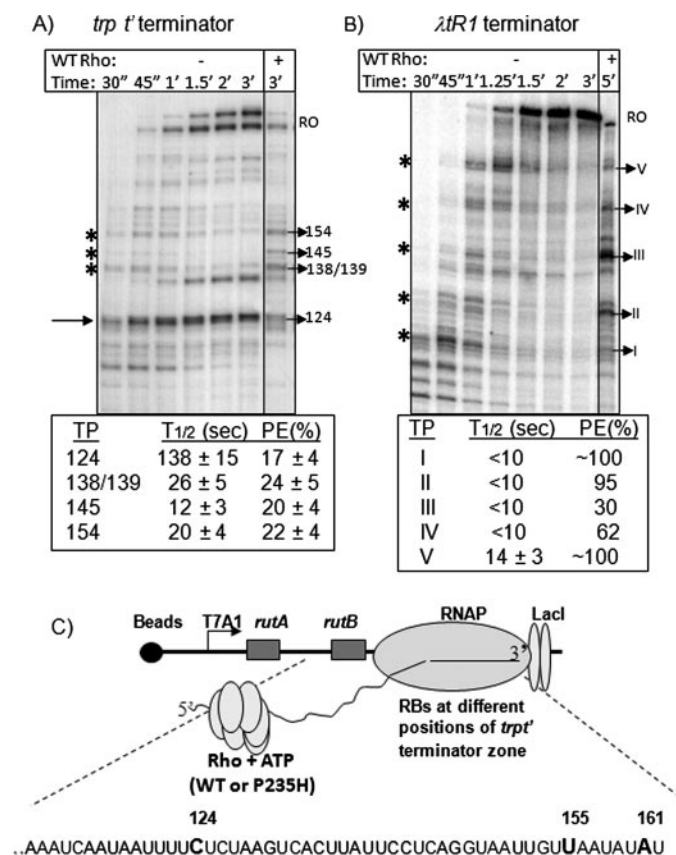 A) trp t' terminator
WT Rho: - +
Time: 30" 45" 1' 1.5' 2' 3' 3'
RO
* 154
* 145
* 138/139
124
TP T1/2 (sec) PE(%)
124 138 ± 15 17 ± 4
138/139 26 ± 5 24 ± 5
145 12 ± 3 20 ± 4
154 20 ± 4 22 ± 4
B) λtR1 terminator
WT Rho: - +
Time: 30" 45" 1' 1.25' 1.5' 2' 3' 5'
RO
* V
* IV
* III
* II
* I
TP T1/2 (sec) PE(%)
I <10 ~100
II <10 95
III <10 30
IV <10 62
V 14 ± 3 ~100
C)
Beads T7A1 rutA rutB RNAP LacI
3'
5'
RBs at different
positions of trpt'
terminator zone
Rho + ATP
(WT or P235H)
124 155 161
..AAAUCAAUAAUUUUCUCUAAGUCACUUAUUCCUCAGGUAAUUGUUAAUAUAU